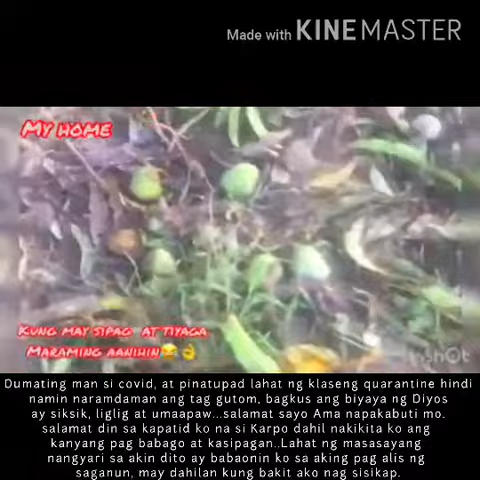 Made with KINEMASTER
MY HOME
KUNG MAY SIPAG AT TIYAGA
MARAMING AANIHIN😂👌
Dumating man si covid, at pinatupad lahat ng klaseng quarantine hindi
namin naramdaman ang tag gutom, bagkus ang biyaya ng Diyos
ay siksik, liglig at umaapaw...salamat sayo Ama napakabuti mo.
salamat din sa kapatid ko na si Karpo dahil nakikita ko ang
kanyang pag babago at kasipagan..Lahat ng masasayang
nangyari sa akin dito ay babaonin ko sa aking pag alis ng
saganun, may dahilan kung bakit ako nag sisikap.